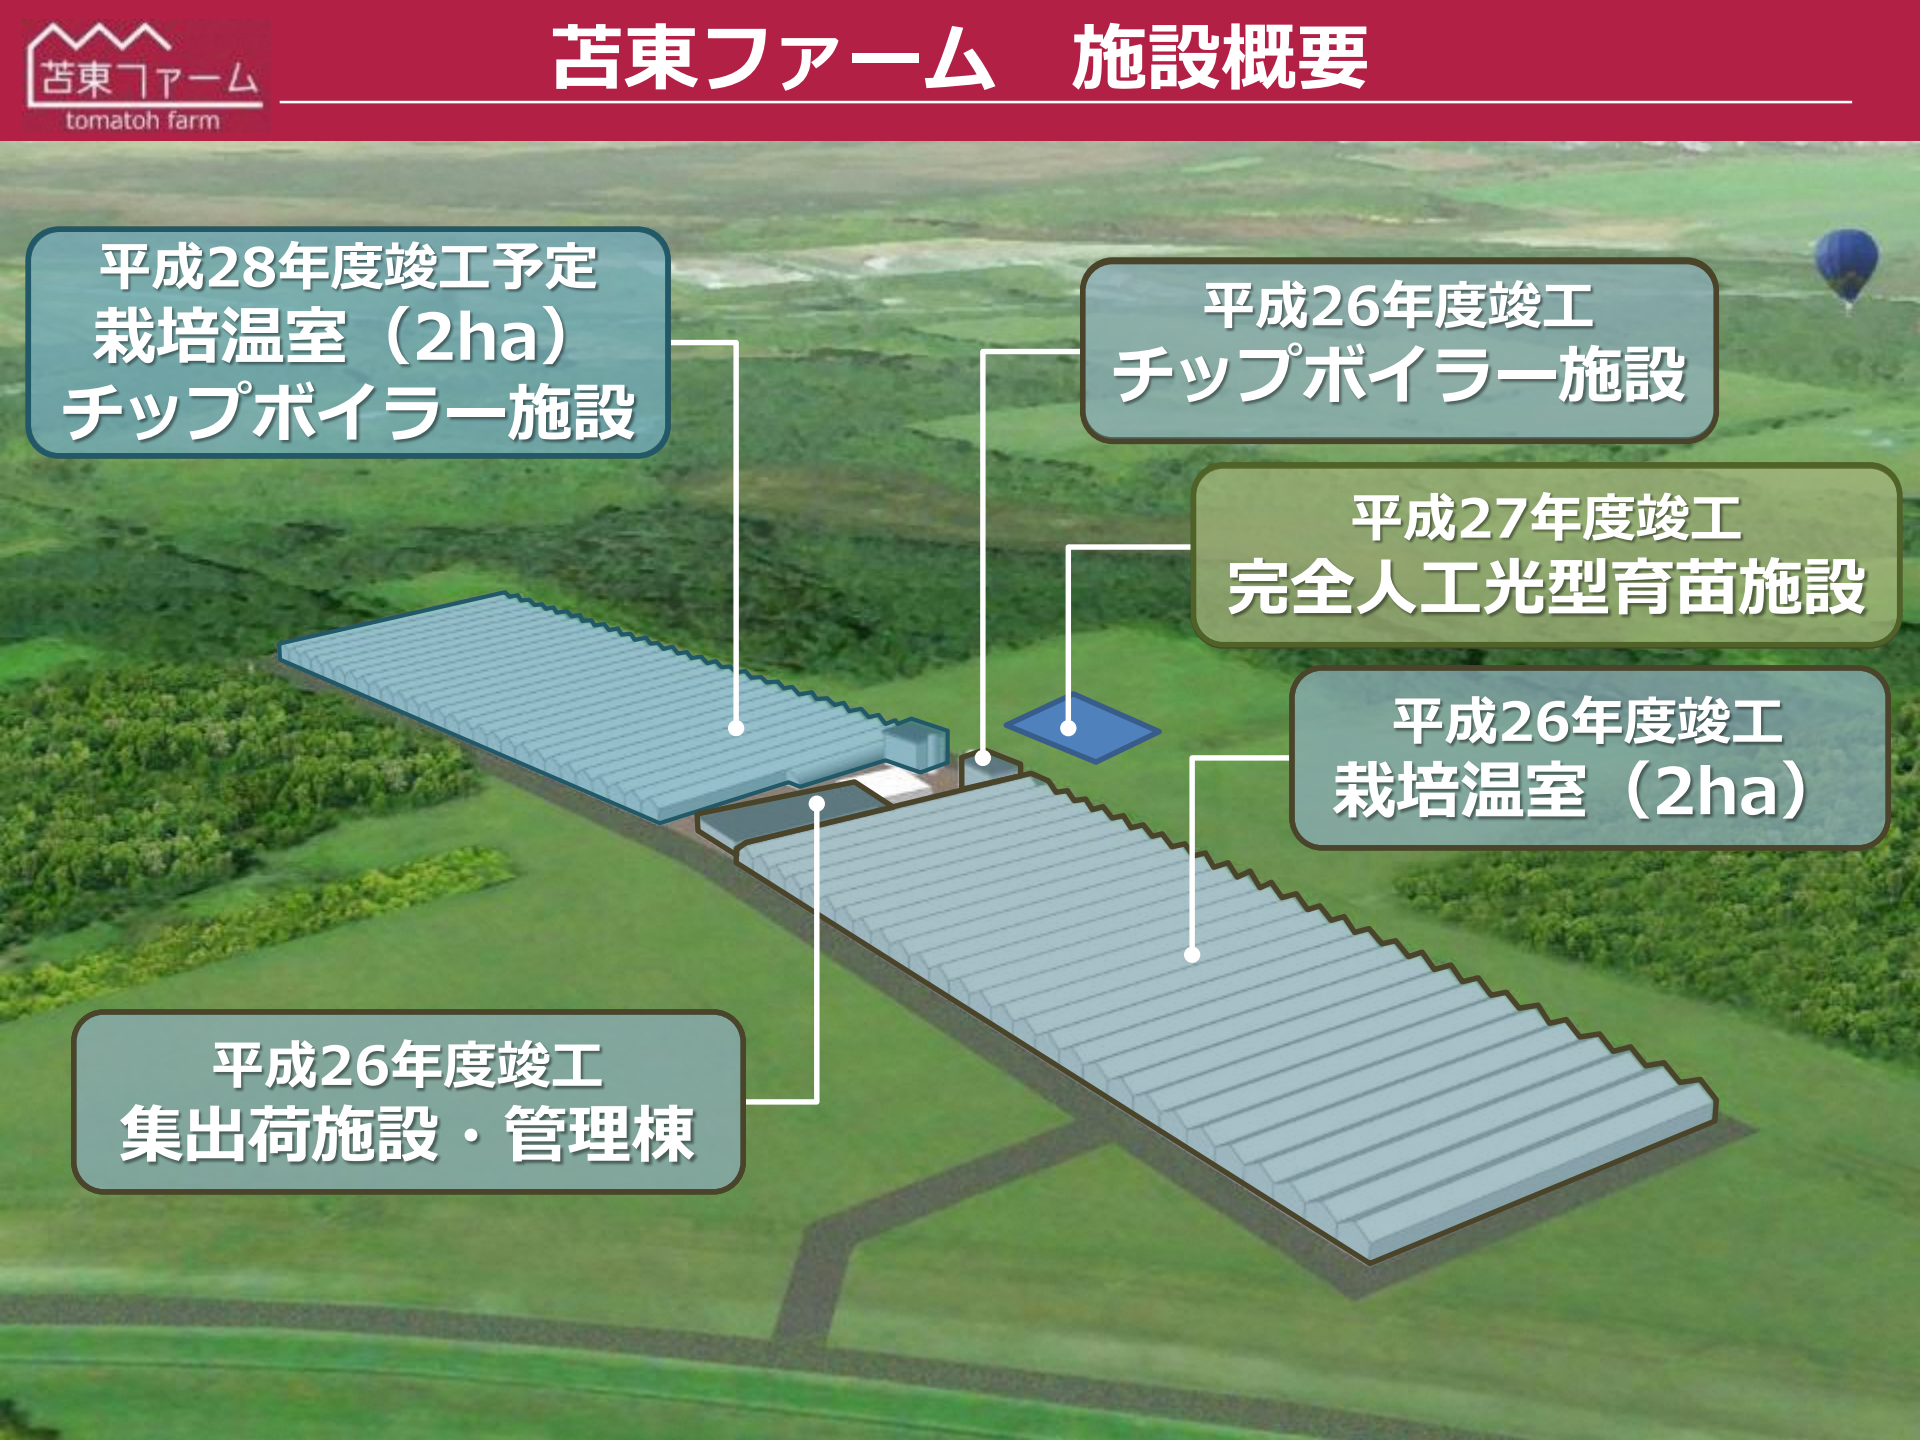 苫東ファーム
tomatoh farm
苫東ファーム　施設概要
平成28年度竣工予定
栽培温室（2ha）
チップボイラー施設
平成26年度竣工
チップボイラー施設
平成27年度竣工
完全人工光型育苗施設
平成26年度竣工
栽培温室（2ha）
平成26年度竣工
集出荷施設・管理棟